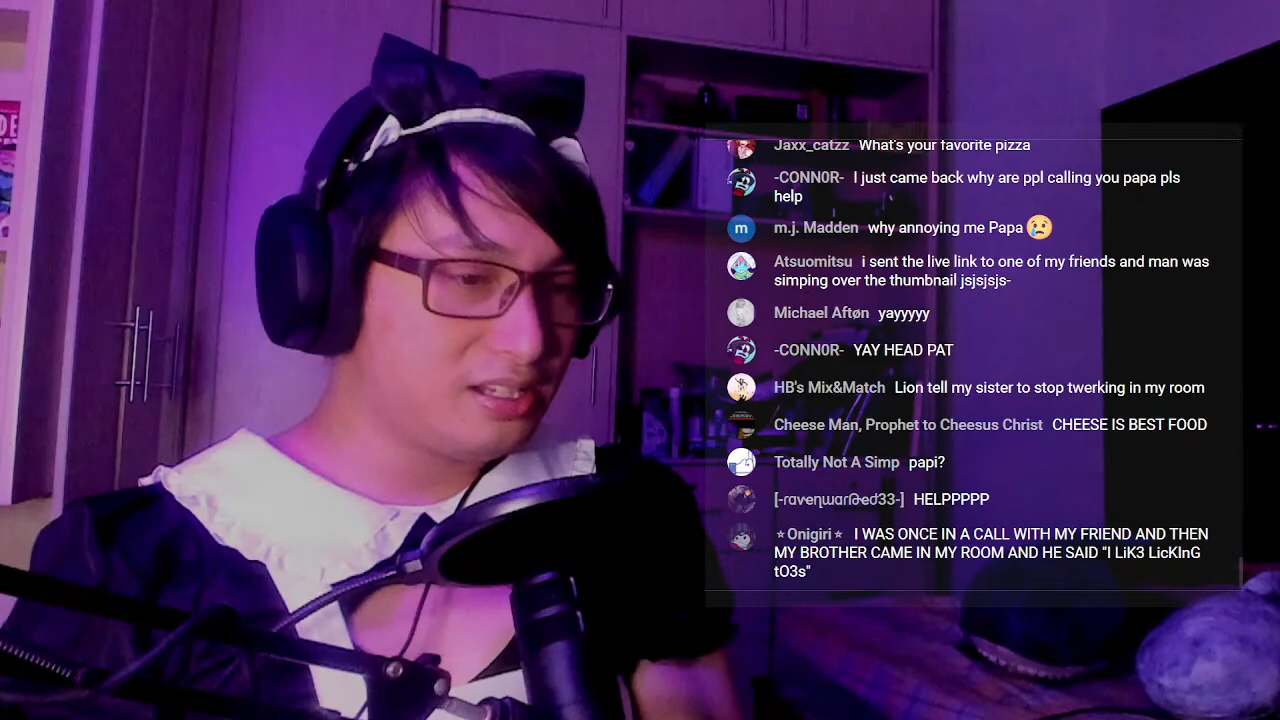 DE
Jaxx_catzz What's your favorite pizza
-CONN0R- I just came back why are ppl calling you papa pls
help
m.j. Madden why annoying me Papa😢
Atsuomitsu i sent the live link to one of my friends and man was
simping over the thumbnail jsjsjsjs-
Michael Aftøn yayyyyy
-CONN0R- YAY HEAD PAT
HB's Mix&Match Lion tell my sister to stop twerking in my room
Cheese Man, Prophet to Cheesus Christ CHEESE IS BEST FOOD
Totally Not A Simp papi?
HELPPPPP
⭐Onigiri⭐ I WAS ONCE IN A CALL WITH MY FRIEND AND THEN
MY BROTHER CAME IN MY ROOM AND HE SAID "I LiK3 LicKInG
tO3s"